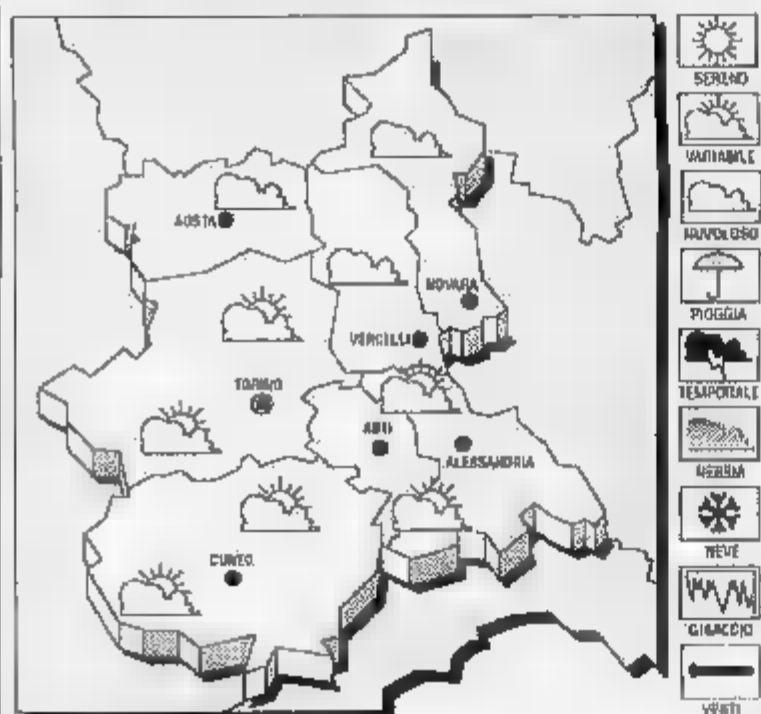 AOSTA
NOVARA
VERCELLI
TORINO
ASTI
ALESSANDRIA
CUNEO
SERENO
VARIABILE
NUVOLOSO
PIOGGIA
TEMPORALE
NEBBIA
NEVE
GHIACCIO
VENTI